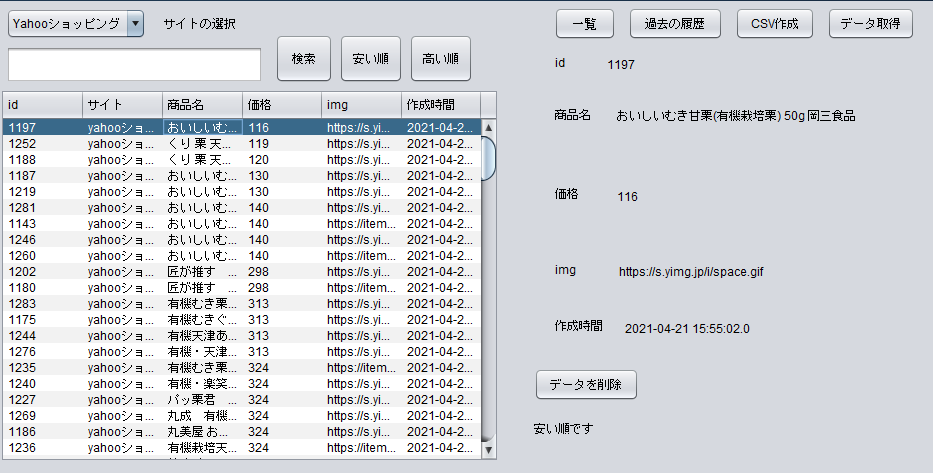 Yahooショッピング サイトの選択
検索 安い順 高い順
id サイト 商品名 価格 img 作成時間
1197 yahooショ... おいしいむ... 116 https://s.yi... 2021-04-2...
1252 yahooショ... くり 栗 天... 119 https://s.yi... 2021-04-2...
1188 yahooショ... くり 栗 天... 120 https://s.yi... 2021-04-2...
1187 yahooショ... おいしいむ... 130 https://s.yi... 2021-04-2...
1219 yahooショ... おいしいむ... 130 https://s.yi... 2021-04-2...
1281 yahooショ... おいしいむ... 140 https://s.yi... 2021-04-2...
1143 yahooショ... おいしいむ... 140 https://item... 2021-04-2...
1246 yahooショ... おいしいむ... 140 https://s.yi... 2021-04-2...
1260 yahooショ... おいしいむ... 140 https://item... 2021-04-2...
1202 yahooショ... 匠が推す ... 298 https://s.yi... 2021-04-2...
1180 yahooショ... 匠が推す ... 298 https://item... 2021-04-2...
1283 yahooショ... 有機むき栗... 313 https://s.yi... 2021-04-2...
1175 yahooショ... 有機むきぐ... 313 https://s.yi... 2021-04-2...
1244 yahooショ... 有機天津あ... 313 https://s.yi... 2021-04-2...
1276 yahooショ... 有機・天津... 313 https://s.yi... 2021-04-2...
1235 yahooショ... 有機むき栗... 324 https://item... 2021-04-2...
1240 yahooショ... 有機・楽笑... 324 https://s.yi... 2021-04-2...
1227 yahooショ... パッ栗君 ... 324 https://s.yi... 2021-04-2...
1269 yahooショ... 丸成 有機... 324 https://s.yi... 2021-04-2...
1186 yahooショ... 丸美屋 お... 324 https://s.yi... 2021-04-2...
1236 yahooショ... 有機栽培天... 324 https://item... 2021-04-2...
一覧 過去の履歴 CSV作成 データ取得
id 1197
商品名 おいしいむき甘栗(有機栽培栗) 50g 岡三食品
価格 116
img https://s.yimg.jp/i/space.gif
作成時間 2021-04-21 15:55:02.0
データを削除
安い順です